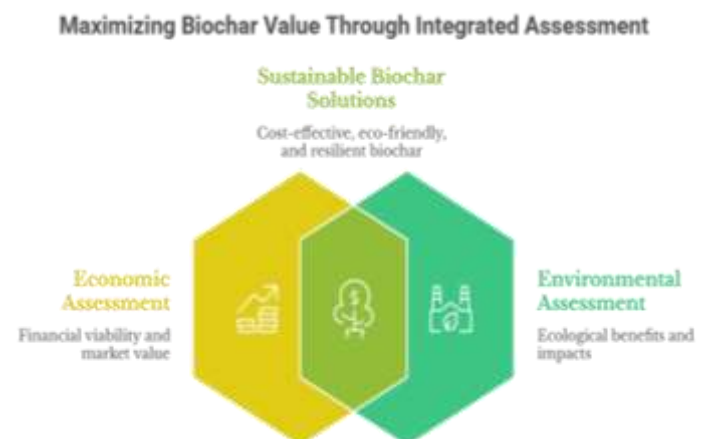 Maximizing Biochar Value Through Integrated Assessment
Sustainable Biochar
Solutions
Cost-effective, eco-friendly,
and resilient biochar
Economic
Assessment
Financial viability and
market value
Environmental
Assessment
Ecological benefits and
impacts
$